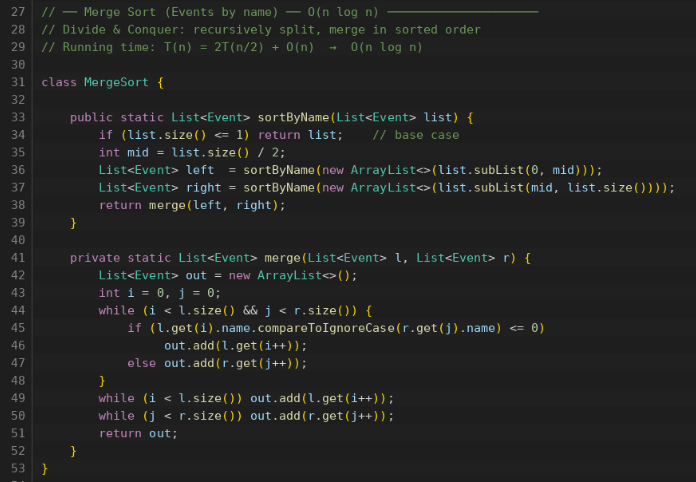 27 // ── Merge Sort (Events by name) ── O(n log n) ─────────────────────
28 // Divide & Conquer: recursively split, merge in sorted order
29 // Running time: T(n) = 2T(n/2) + O(n)  →  O(n log n)
30
31 class MergeSort {
32
33     public static List<Event> sortByName(List<Event> list) {
34         if (list.size() <= 1) return list;    // base case
35         int mid = list.size() / 2;
36         List<Event> left  = sortByName(new ArrayList<>(list.subList(0, mid)));
37         List<Event> right = sortByName(new ArrayList<>(list.subList(mid, list.size())));
38         return merge(left, right);
39     }
40
41     private static List<Event> merge(List<Event> l, List<Event> r) {
42         List<Event> out = new ArrayList<>();
43         int i = 0, j = 0;
44         while (i < l.size() && j < r.size()) {
45             if (l.get(i).name.compareToIgnoreCase(r.get(j).name) <= 0)
46                  out.add(l.get(i++));
47             else out.add(r.get(j++));
48         }
49         while (i < l.size()) out.add(l.get(i++));
50         while (j < r.size()) out.add(r.get(j++));
51         return out;
52     }
53 }